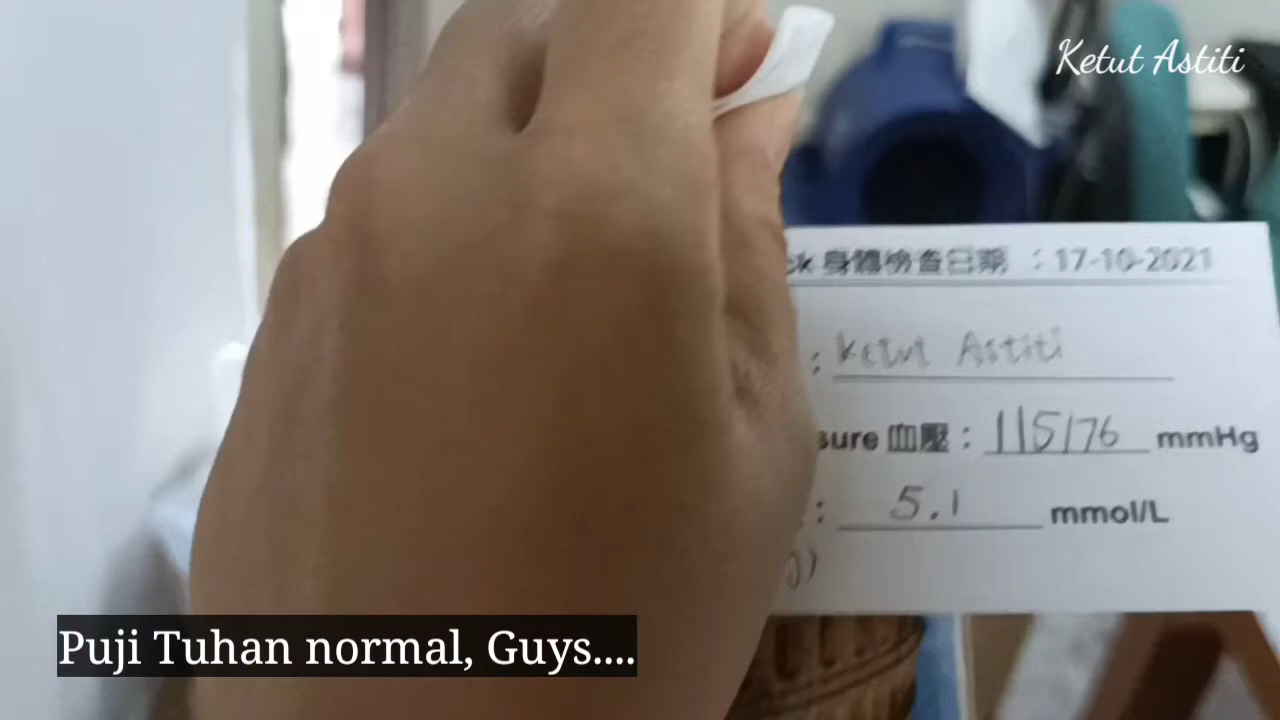 Ketut Astiti
ck 身體檢查日期 : 17-10-2021
: Ketut Astiti
sure 血壓 : 115/76 mmHg
: 5.1 mmol/L
Puji Tuhan normal, Guys....